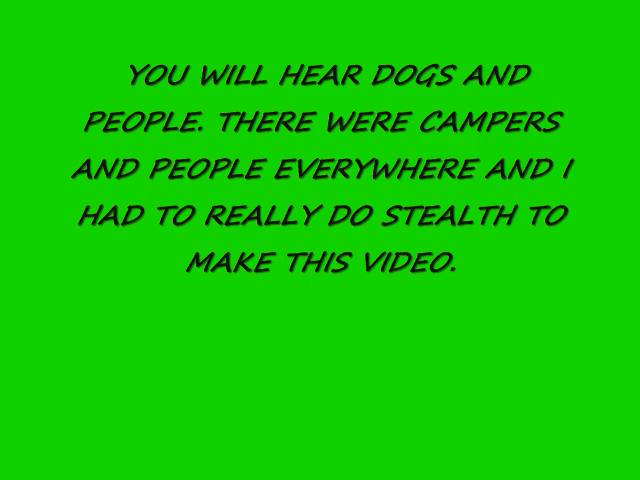 YOU WILL HEAR DOGS AND
PEOPLE. THERE WERE CAMPERS
AND PEOPLE EVERYWHERE AND I
HAD TO REALLY DO STEALTH TO
MAKE THIS VIDEO.